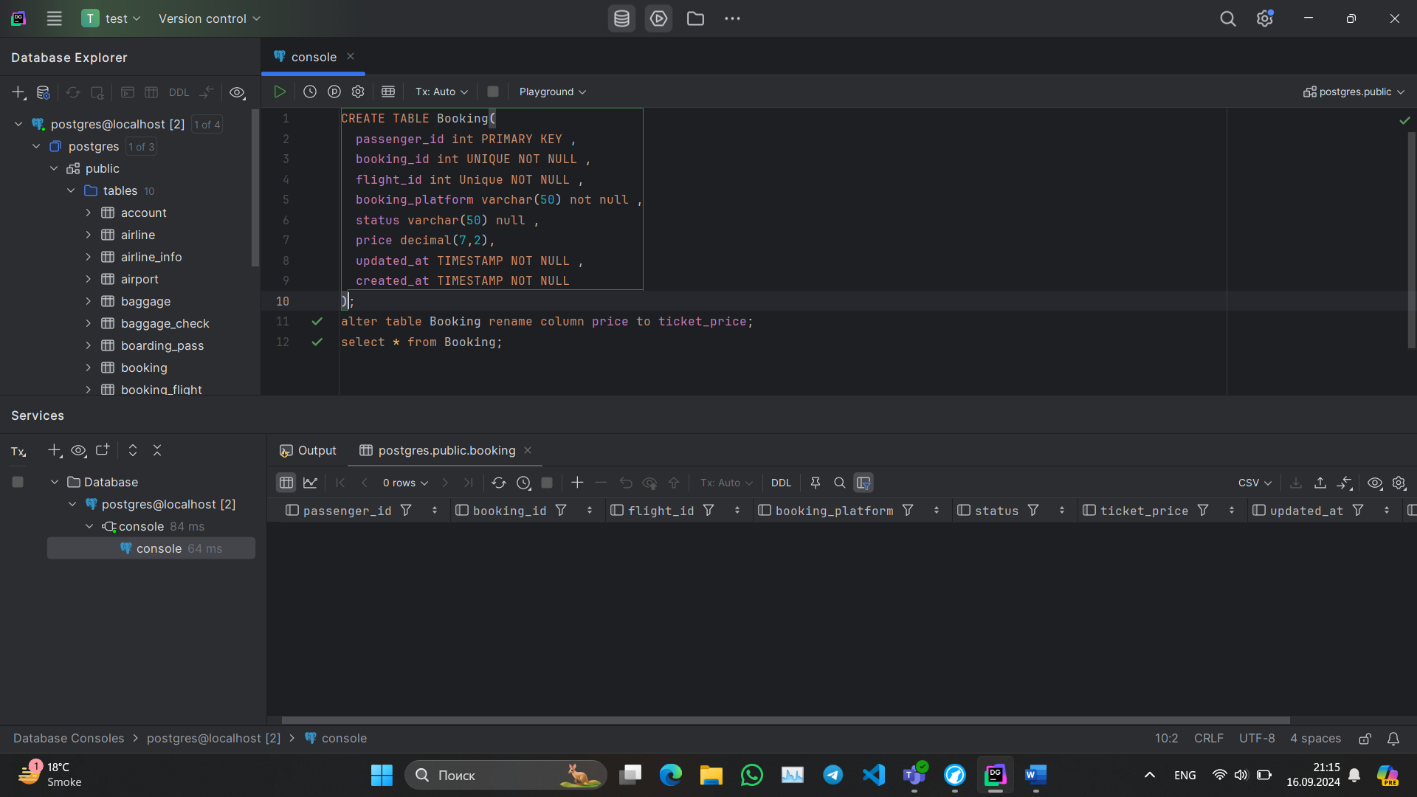 T test Version control
Database Explorer
console
DDL
Tx: Auto Playground postgres.public
postgres@localhost [2] 1 of 4
postgres 1 of 3
public
tables 10
account
airline
airline_info
airport
baggage
baggage_check
boarding_pass
booking
booking_flight
1 CREATE TABLE Booking(
2 passenger_id int PRIMARY KEY ,
3 booking_id int UNIQUE NOT NULL ,
4 flight_id int Unique NOT NULL ,
5 booking_platform varchar(50) not null ,
6 status varchar(50) null ,
7 price decimal(7,2),
8 updated_at TIMESTAMP NOT NULL ,
9 created_at TIMESTAMP NOT NULL
10 );
11 alter table Booking rename column price to ticket_price;
12 select * from Booking;
Services
Tx
Database
postgres@localhost [2]
console 84 ms
console 64 ms
Output postgres.public.booking
0 rows Tx: Auto DDL CSV
passenger_id booking_id flight_id booking_platform status ticket_price updated_at
Database Consoles > postgres@localhost [2] > console
10:2 CRLF UTF-8 4 spaces
1 18°C
Smoke
Поиск
DG
ENG
21:15
16.09.2024
PRE